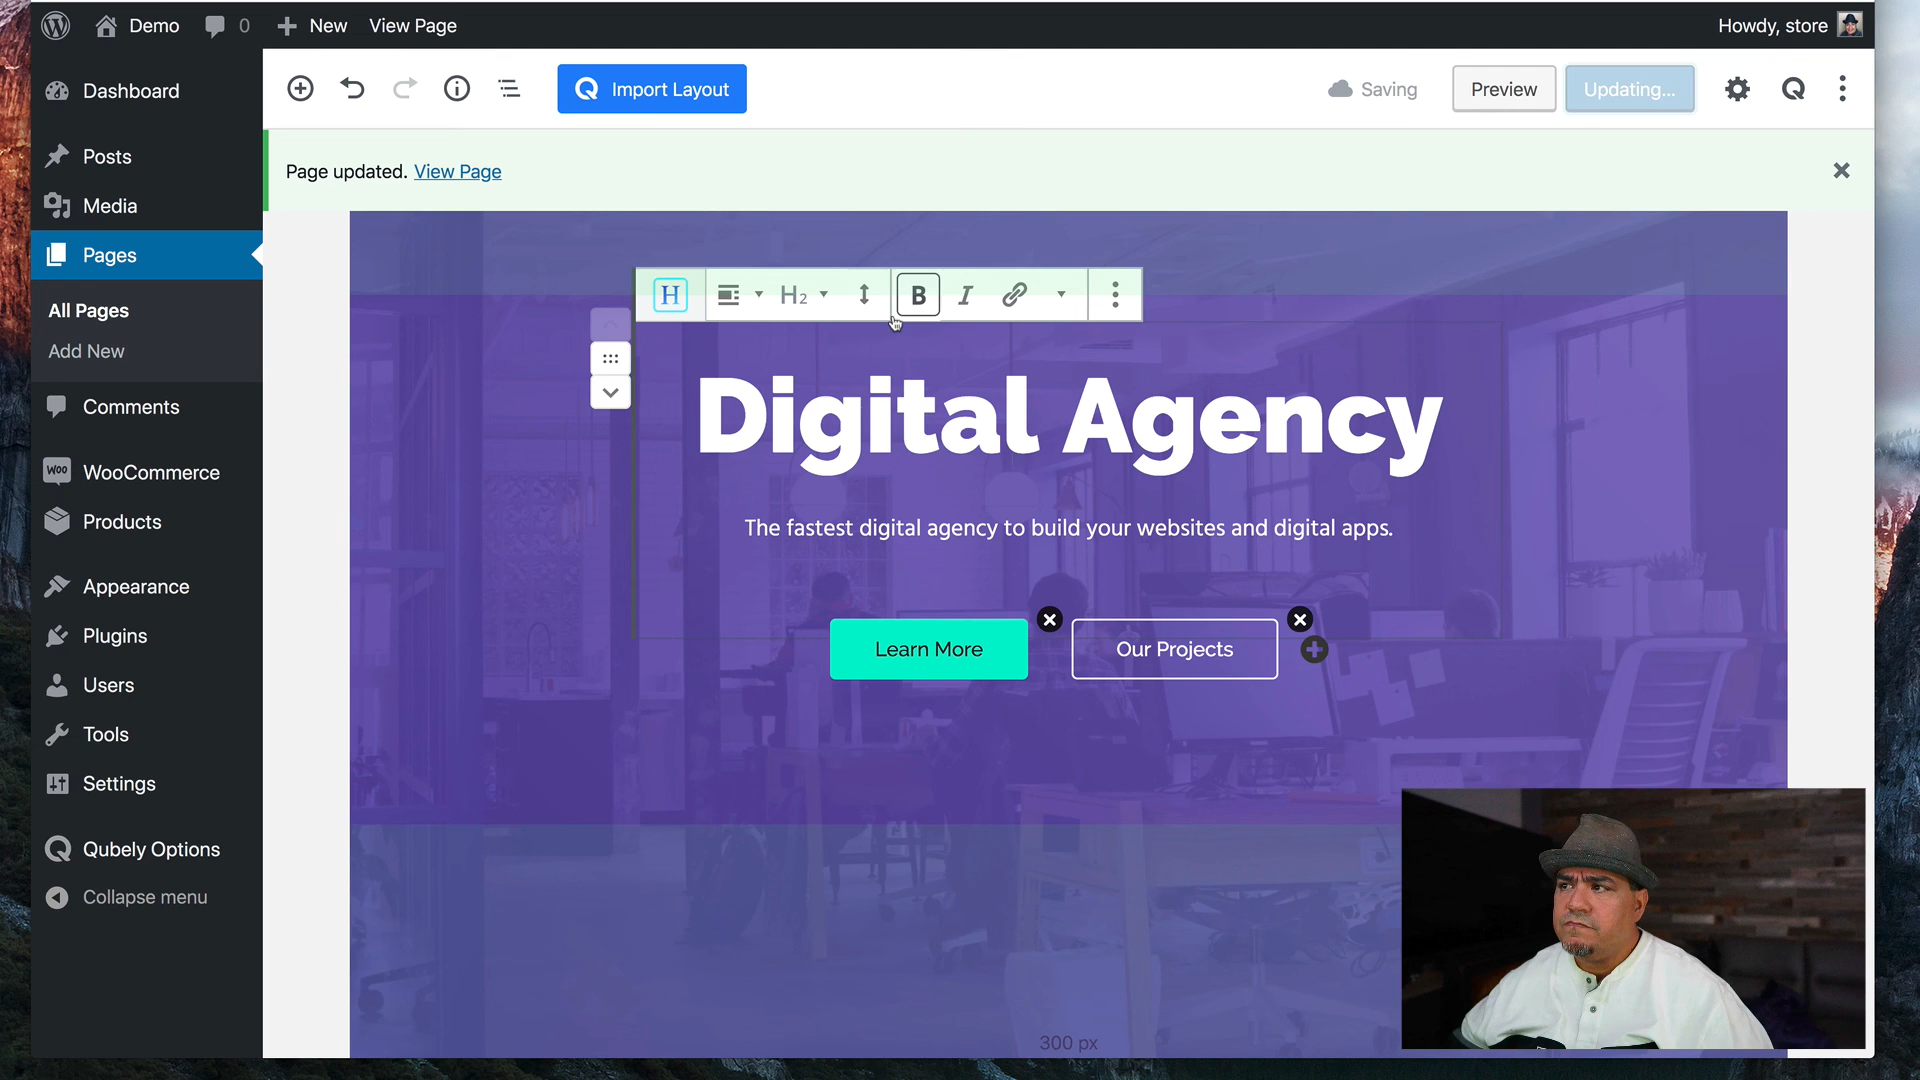 Demo 0 New View Page Howdy, store
Import Layout Saving Preview Updating...
Page updated. View Page
Dashboard
Posts
Media
Pages
All Pages
Add New
Comments
WOO WooCommerce
Products
Appearance
Plugins
Users
Tools
Settings
Qubely Options
Collapse menu
H H2 B I
Digital Agency
The fastest digital agency to build your websites and digital apps.
Learn More Our Projects
300 px